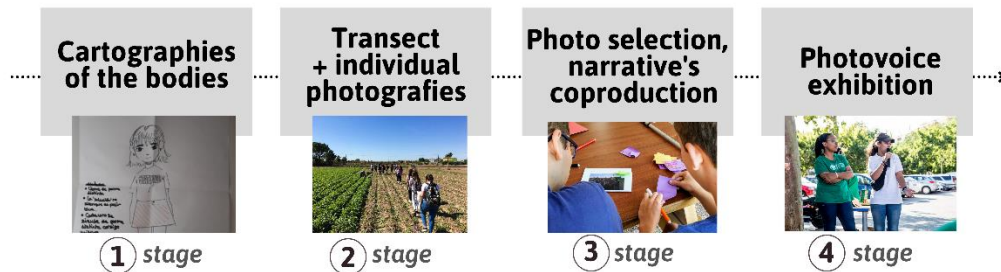 Cartographies
of the bodies
Transect
+ individual
photografies
Photo selection,
narrative's
coproduction
Photovoice
exhibition
1 stage
2 stage
3 stage
4 stage